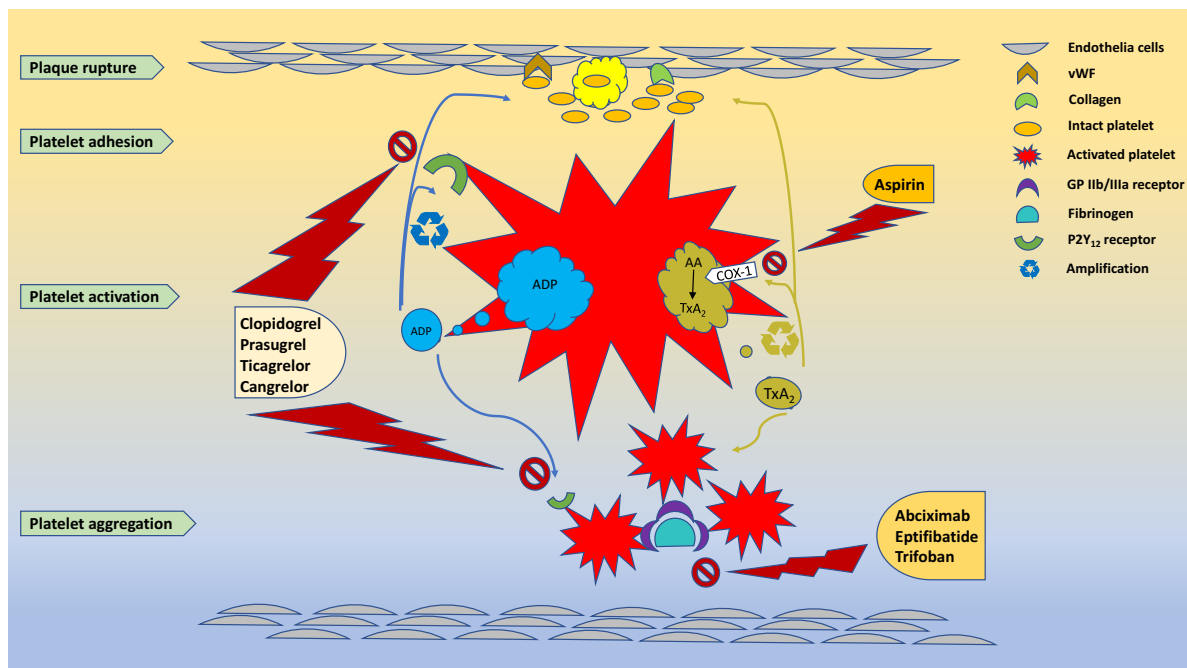 Plaque rupture
Platelet adhesion
Platelet activation
Platelet aggregation
Clopidogrel
Prasugrel
Ticagrelor
Cangrelor
ADP
ADP
AA
COX-1
TxA₂
TxA₂
Aspirin
Abciximab
Eptifibatide
Trifoban
Endothelia cells
vWF
Collagen
Intact platelet
Activated platelet
GP IIb/IIIa receptor
Fibrinogen
P2Y₁₂ receptor
Amplification